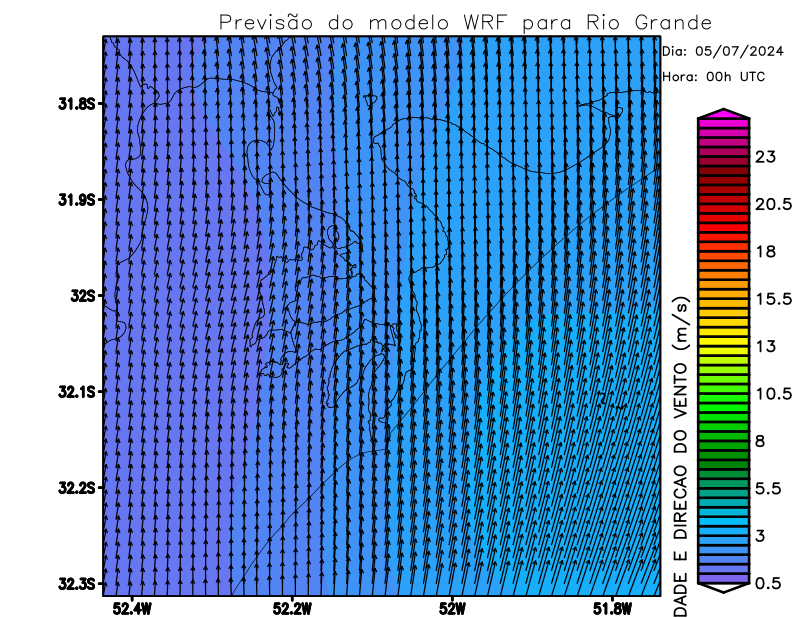 Previsão do modelo WRF para Rio Grande
Dia: 05/07/2024
Hora: 00h UTC
31.8S
31.9S
32S
32.1S
32.2S
32.3S
52.4W
52.2W
52W
51.8W
23
20.5
18
15.5
13
10.5
8
5.5
3
0.5
DADE E DIRECAO DO VENTO (m/s)